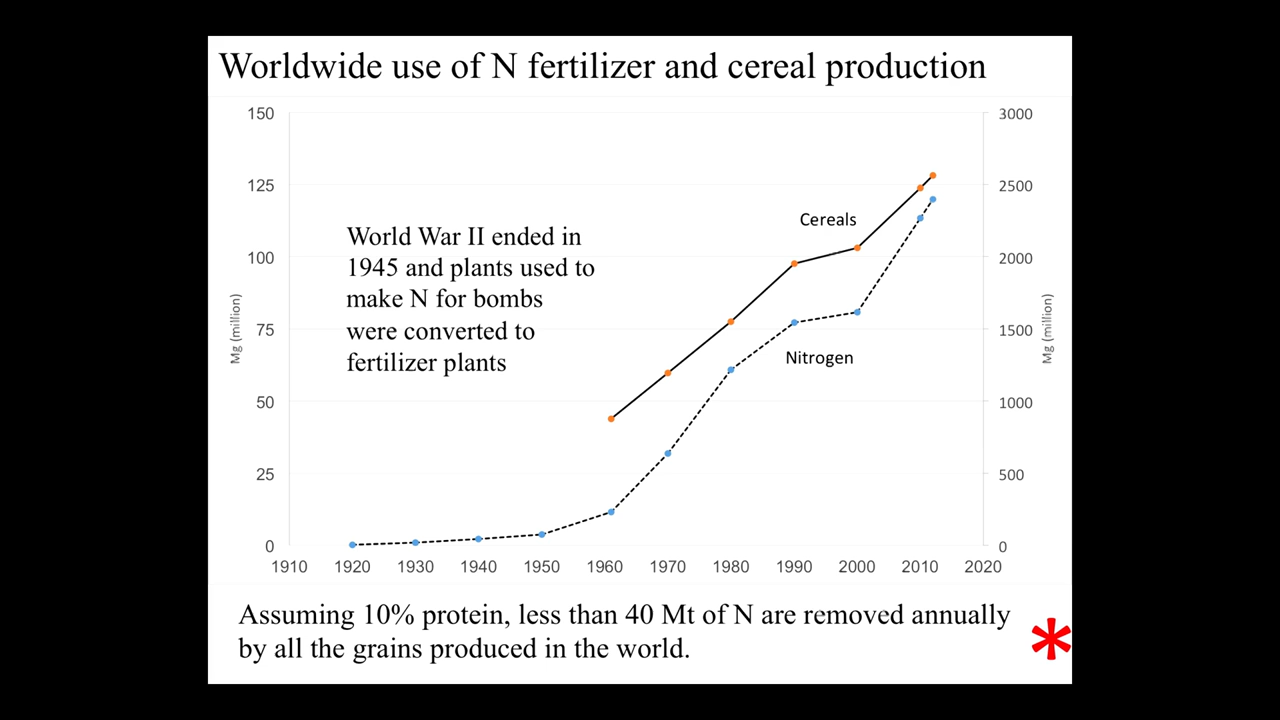 Worldwide use of N fertilizer and cereal production
150
3000
125
2500
Cereals
World War II ended in
1945 and plants used to
make N for bombs
were converted to
fertilizer plants
100
2000
Mg (million)
75
1500
Mg (million)
Nitrogen
50
1000
25
500
0
0
1910 1920 1930 1940 1950 1960 1970 1980 1990 2000 2010 2020
Assuming 10% protein, less than 40 Mt of N are removed annually
by all the grains produced in the world.
*